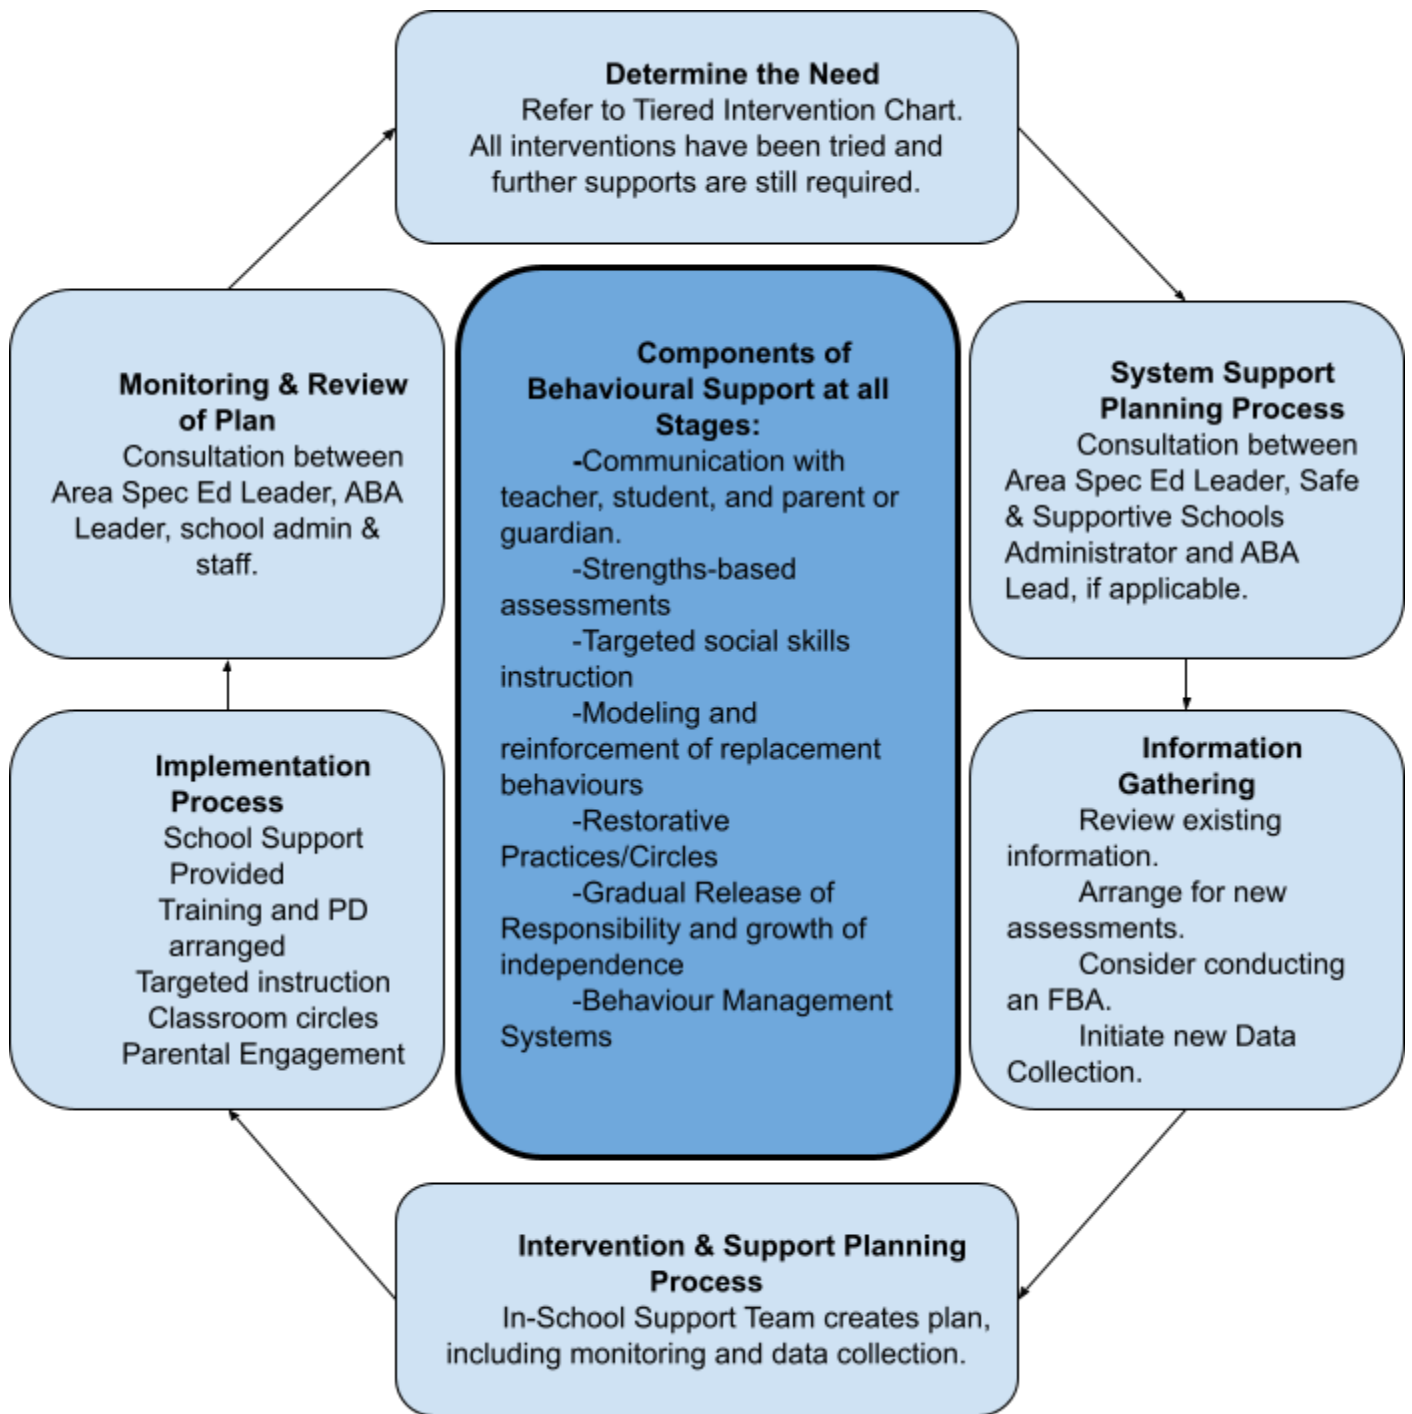 Determine the Need
Refer to Tiered Intervention Chart.
All interventions have been tried and
further supports are still required.
System Support
Planning Process
Consultation between
Area Spec Ed Leader, Safe
& Supportive Schools
Administrator and ABA
Lead, if applicable.
Information
Gathering
Review existing
information.
Arrange for new
assessments.
Consider conducting
an FBA.
Initiate new Data
Collection.
Intervention & Support Planning
Process
In-School Support Team creates plan,
including monitoring and data collection.
Implementation
Process
School Support
Provided
Training and PD
arranged
Targeted instruction
Classroom circles
Parental Engagement
Monitoring & Review
of Plan
Consultation between
Area Spec Ed Leader, ABA
Leader, school admin &
staff.
Components of
Behavioural Support at all
Stages:
-Communication with
teacher, student, and parent or
guardian.
-Strengths-based
assessments
-Targeted social skills
instruction
-Modeling and
reinforcement of replacement
behaviours
-Restorative
Practices/Circles
-Gradual Release of
Responsibility and growth of
independence
-Behaviour Management
Systems